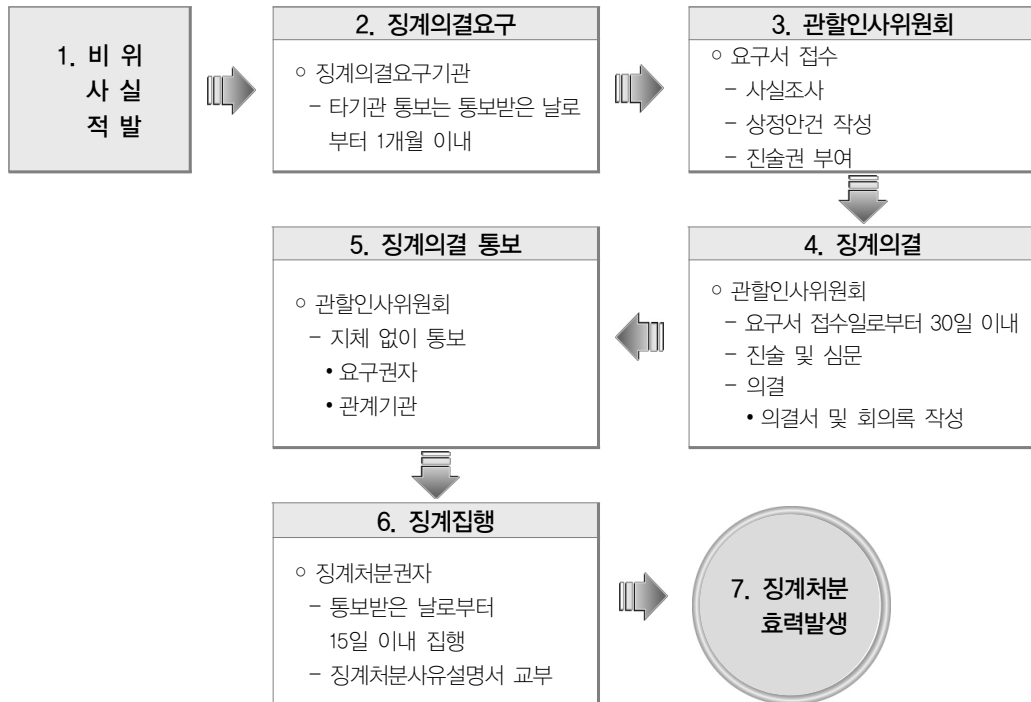 1. 비 위
사 실
적 발
2. 징계의결요구
○ 징계의결요구기관
- 타기관 통보는 통보받은 날로
부터 1개월 이내
3. 관할인사위원회
○ 요구서 접수
- 사실조사
- 상정안건 작성
- 진술권 부여
4. 징계의결
○ 관할인사위원회
- 요구서 접수일로부터 30일 이내
- 진술 및 심문
- 의결
• 의결서 및 회의록 작성
5. 징계의결 통보
○ 관할인사위원회
- 지체 없이 통보
• 요구권자
• 관계기관
6. 징계집행
○ 징계처분권자
- 통보받은 날로부터
15일 이내 집행
- 징계처분사유설명서 교부
7. 징계처분
효력발생